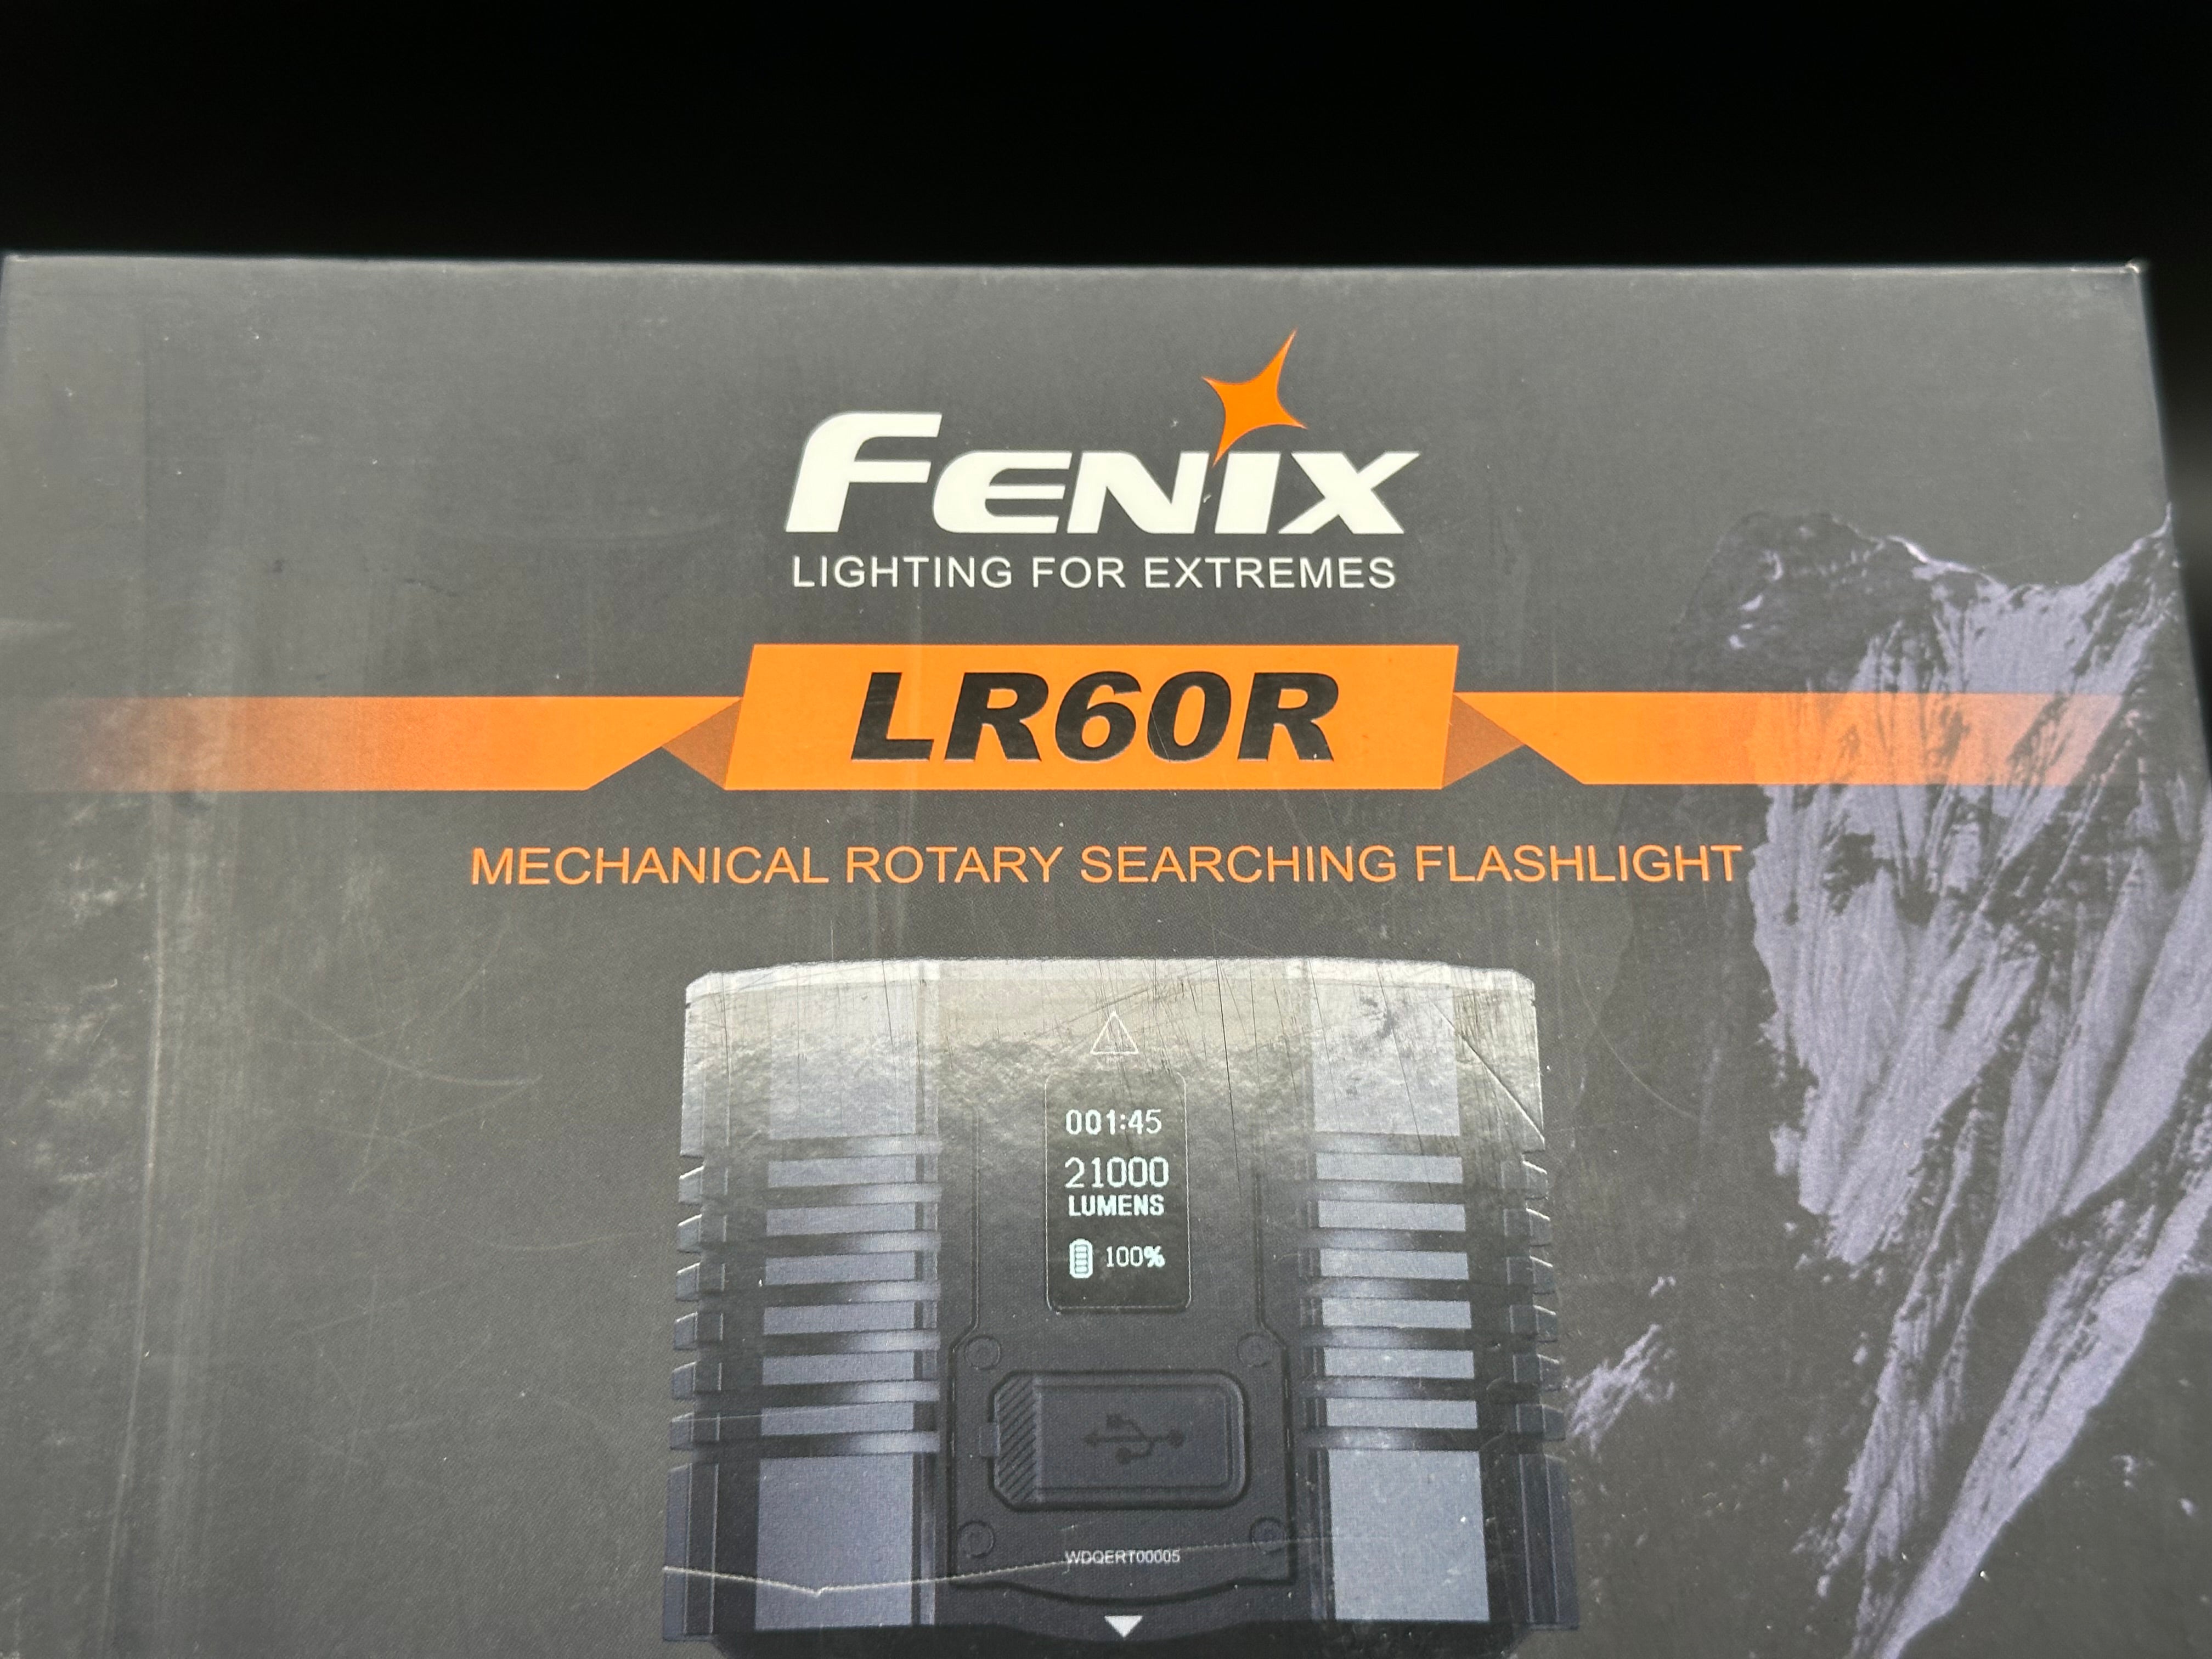 FENIX
LIGHTING FOR EXTREMES
LR60R
MECHANICAL ROTARY SEARCHING FLASHLIGHT
001:45
21000
LUMENS
100%
WDQERT00005